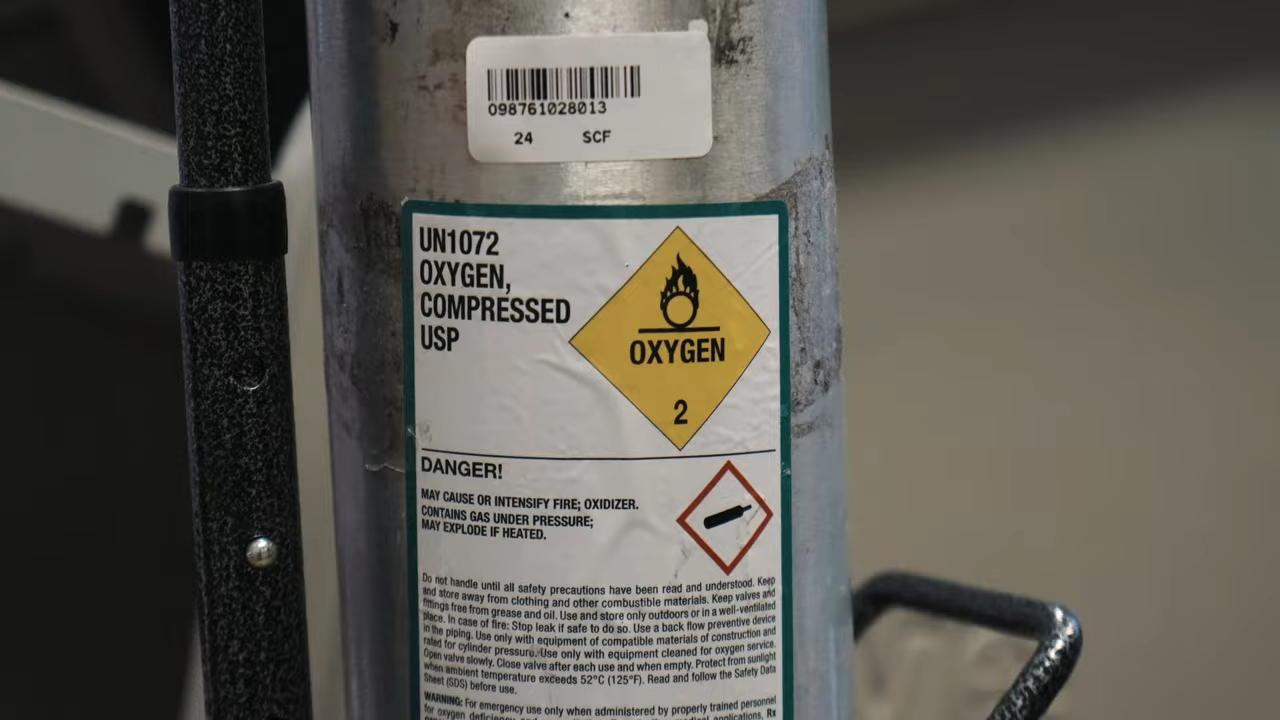 098761028013
24 SCF
UN1072
OXYGEN,
COMPRESSED
USP
OXYGEN
2
DANGER!
MAY CAUSE OR INTENSIFY FIRE; OXIDIZER.
CONTAINS GAS UNDER PRESSURE;
MAY EXPLODE IF HEATED.
Do not handle until all safety precautions have been read and understood. Keep
and store away from clothing and other combustible materials. Keep valves and
fittings free from grease and oil. Use and store only outdoors or in a well-ventilated
place. In case of fire: Stop leak if safe to do so. Use a back flow preventive device
in the piping. Use only with equipment of compatible materials of construction and
rated for cylinder pressure. Use only with equipment cleaned for oxygen service.
Open valve slowly. Close valve after each use and when empty. Protect from sunlight
when ambient temperature exceeds 52°C (125°F). Read and follow the Safety Data
Sheet (SDS) before use.
WARNING: For emergency use only when administered by properly trained personnel
for oxygen deficiency applications, Rx